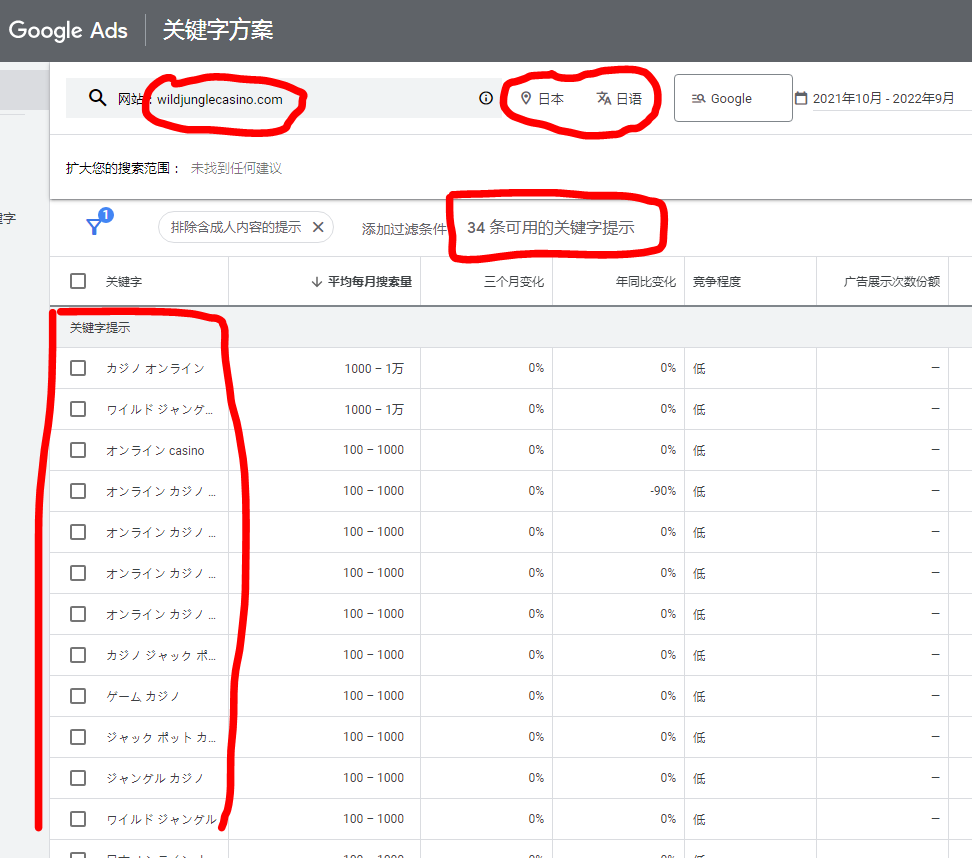 Google Ads 关键字方案
网站: wildjunglecasino.com 日本 日语 Google 2021年10月 - 2022年9月
扩大您的搜索范围： 未找到任何建议
键字
1 排除含成人内容的提示 添加过滤条件 34 条可用的关键字提示
关键字 平均每月搜索量 三个月变化 年同比变化 竞争程度 广告展示次数份额
关键字提示
カジノ オンライン 1000 – 1万 0% 0% 低 –
ワイルド ジャング... 1000 – 1万 0% 0% 低 –
オンライン casino 100 – 1000 0% 0% 低 –
オンライン カジノ ... 100 – 1000 0% -90% 低 –
オンライン カジノ ... 100 – 1000 0% 0% 低 –
オンライン カジノ ... 100 – 1000 0% 0% 低 –
オンライン カジノ ... 100 – 1000 0% 0% 低 –
カジノ ジャック ポ... 100 – 1000 0% 0% 低 –
ゲーム カジノ 100 – 1000 0% 0% 低 –
ジャック ポット カ... 100 – 1000 0% 0% 低 –
ジャングル カジノ 100 – 1000 0% 0% 低 –
ワイルド ジャングル 100 – 1000 0% 0% 低 –